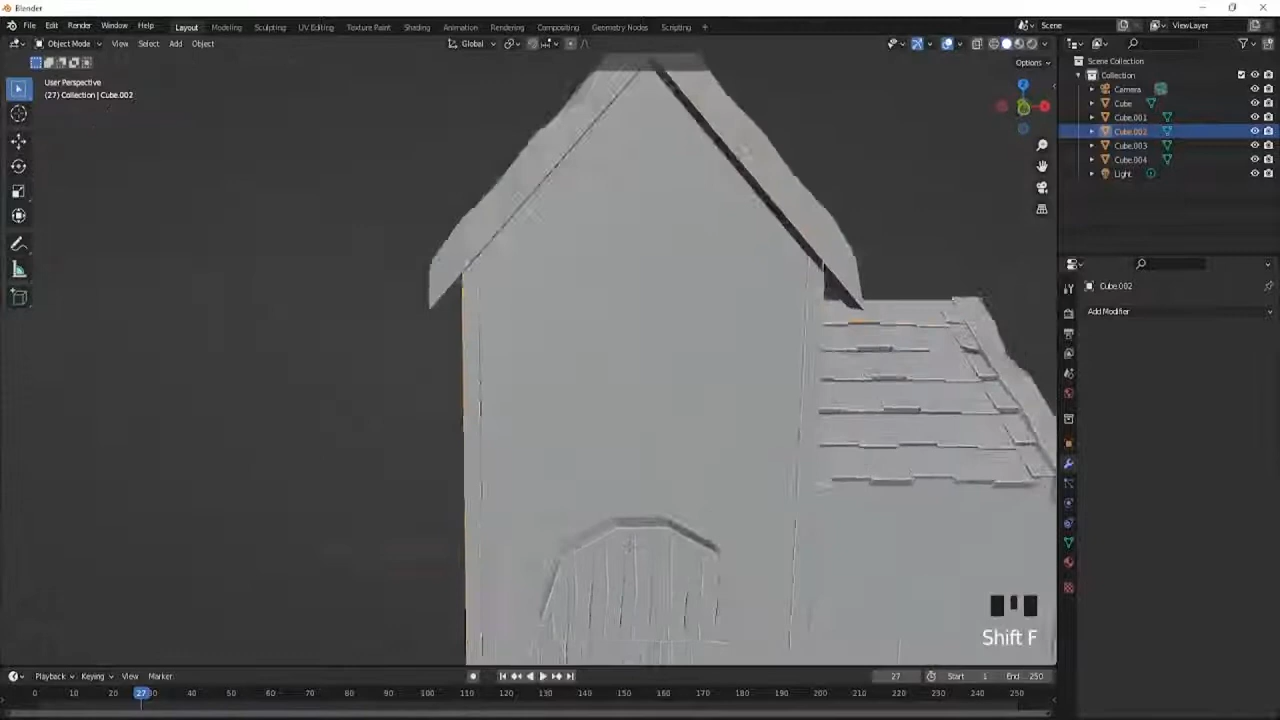 Blender
File Edit Render Window Help Layout Modeling Sculpting UV Editing Texture Paint Shading Animation Rendering Compositing Geometry Nodes Scripting + Scene ViewLayer
Object Mode View Select Add Object Global
Options
User Perspective
(27) Collection | Cube.002
Scene Collection
Collection
Camera
Cube
Cube.001
Cube.002
Cube.003
Cube.004
Light
Cube.002
Add Modifier
Shift F
Playback Keying View Marker 27 Start 1 End 250
0 10 20 27 30 40 50 60 70 80 90 100 110 120 130 140 150 160 170 180 190 200 210 220 230 240 250